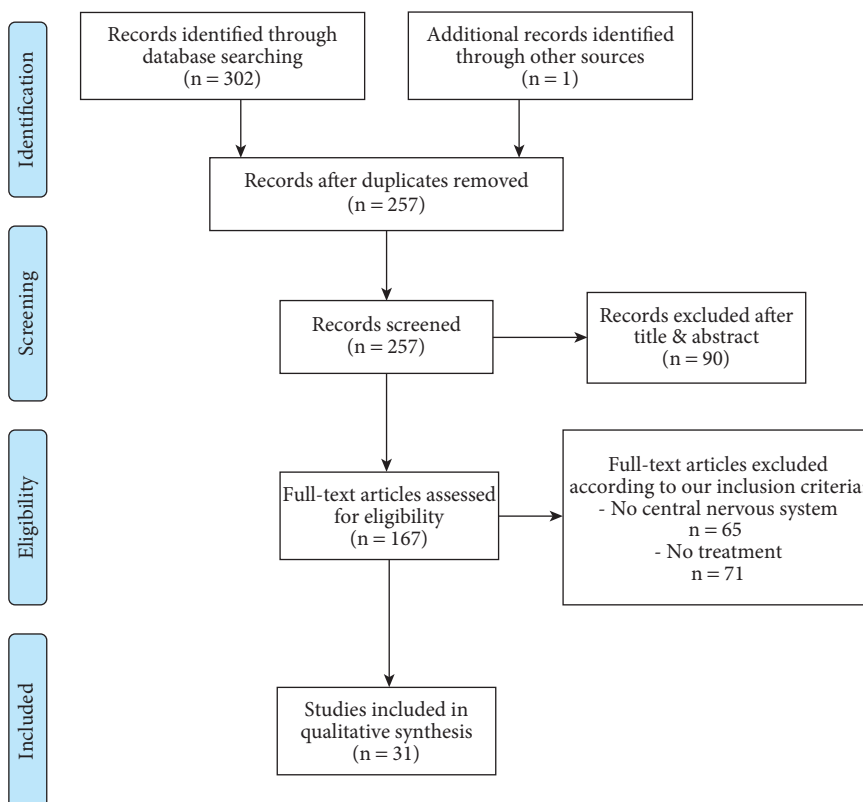 Identification
Records identified through
database searching
(n = 302)
Additional records identified
through other sources
(n = 1)
Records after duplicates removed
(n = 257)
Screening
Records screened
(n = 257)
Records excluded after
title & abstract
(n = 90)
Eligibility
Full-text articles assessed
for eligibility
(n = 167)
Full-text articles excluded
according to our inclusion criteria:
- No central nervous system
n = 65
- No treatment
n = 71
Included
Studies included in
qualitative synthesis
(n = 31)